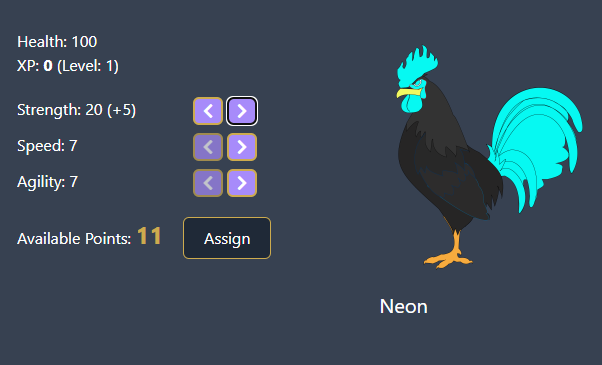 Health: 100
XP: 0 (Level: 1)
Strength: 20 (+5)
Speed: 7
Agility: 7
Available Points: 11 Assign
Neon